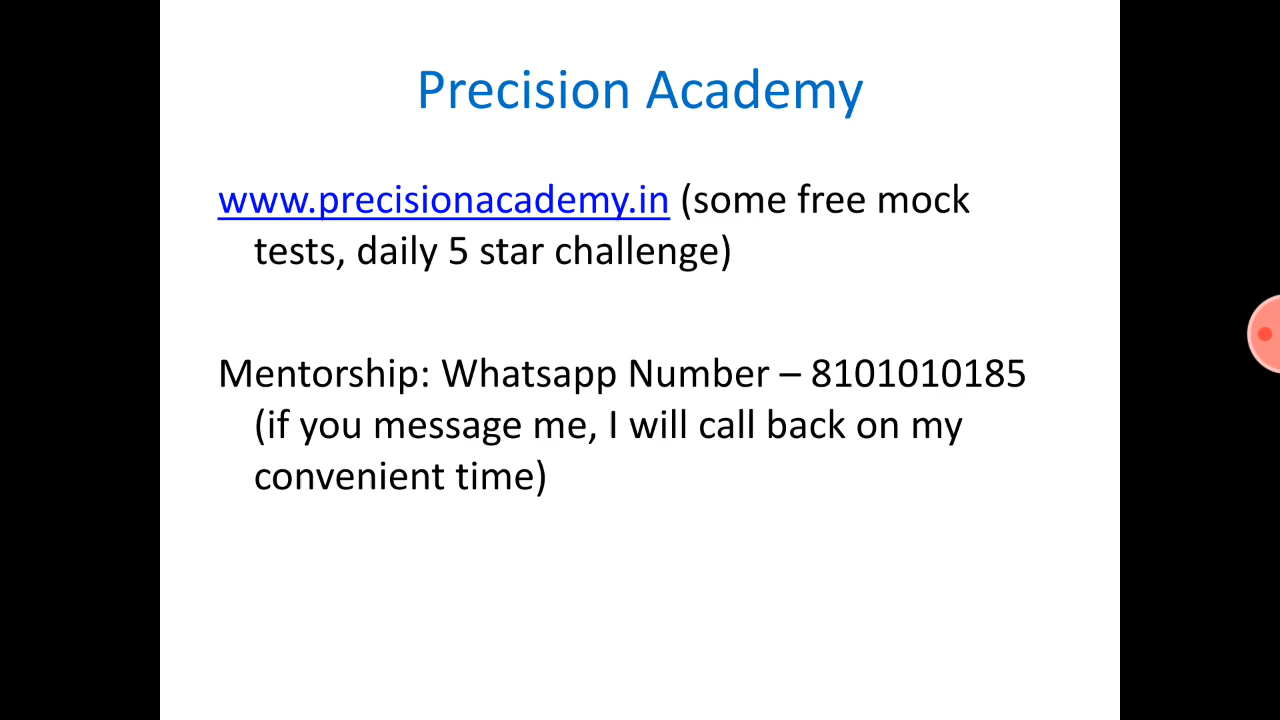 Precision Academy
www.precisionacademy.in (some free mock
tests, daily 5 star challenge)
Mentorship: Whatsapp Number – 8101010185
(if you message me, I will call back on my
convenient time)